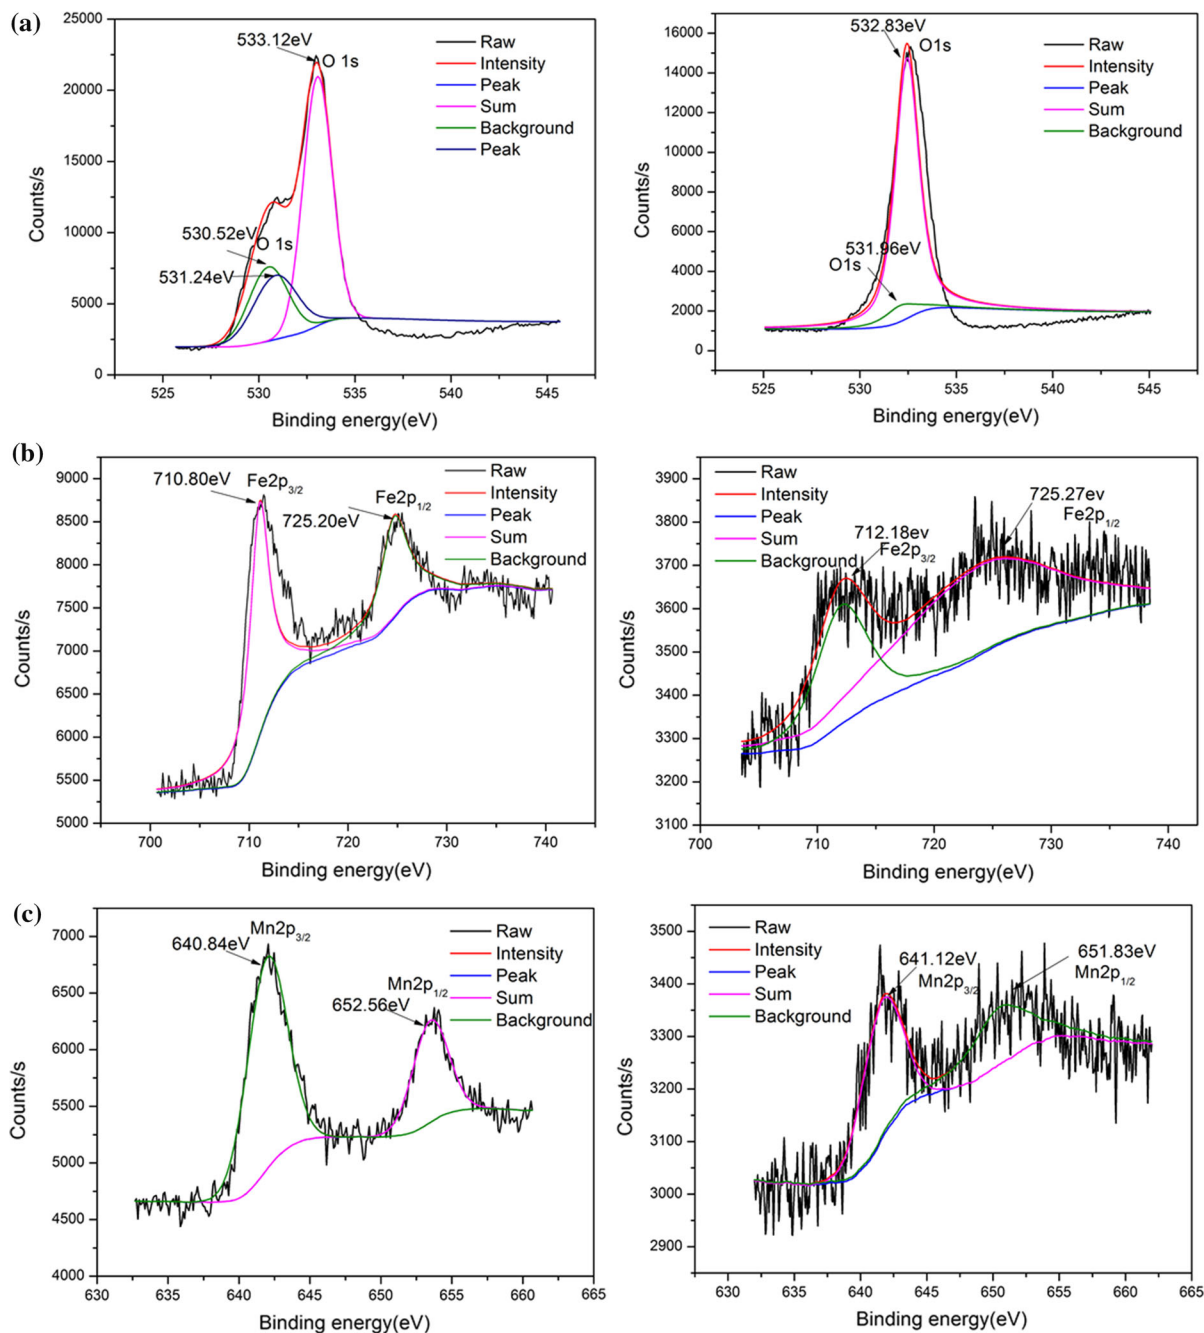 (a)
25000
20000
15000
10000
5000
0
525
530
535
540
545
Counts/s
Binding energy(eV)
533.12eV
O 1s
530.52eV
O 1s
531.24eV
Raw
Intensity
Peak
Sum
Background
Peak
16000
14000
12000
10000
8000
6000
4000
2000
0
525
530
535
540
545
Counts/s
Binding energy(eV)
532.83eV
O1s
531.96eV
O1s
Raw
Intensity
Peak
Sum
Background
(b)
9000
8500
8000
7500
7000
6500
6000
5500
5000
700
710
720
730
740
Counts/s
Binding energy(eV)
710.80eV
Fe2p3/2
Fe2p1/2
725.20eV
Raw
Intensity
Peak
Sum
Background
3900
3800
3700
3600
3500
3400
3300
3200
3100
700
710
720
730
740
Counts/s
Binding energy(eV)
Raw
Intensity
Peak
Sum
Background
725.27ev
Fe2p1/2
712.18ev
Fe2p3/2
(c)
7000
6500
6000
5500
5000
4500
4000
630
635
640
645
650
655
660
665
Counts/s
Binding energy(eV)
Mn2p3/2
640.84eV
Mn2p1/2
652.56eV
Raw
Intensity
Peak
Sum
Background
3500
3400
3300
3200
3100
3000
2900
630
635
640
645
650
655
660
665
Counts/s
Binding energy(eV)
Raw
Intensity
Peak
Sum
Background
641.12eV
Mn2p3/2
651.83eV
Mn2p1/2